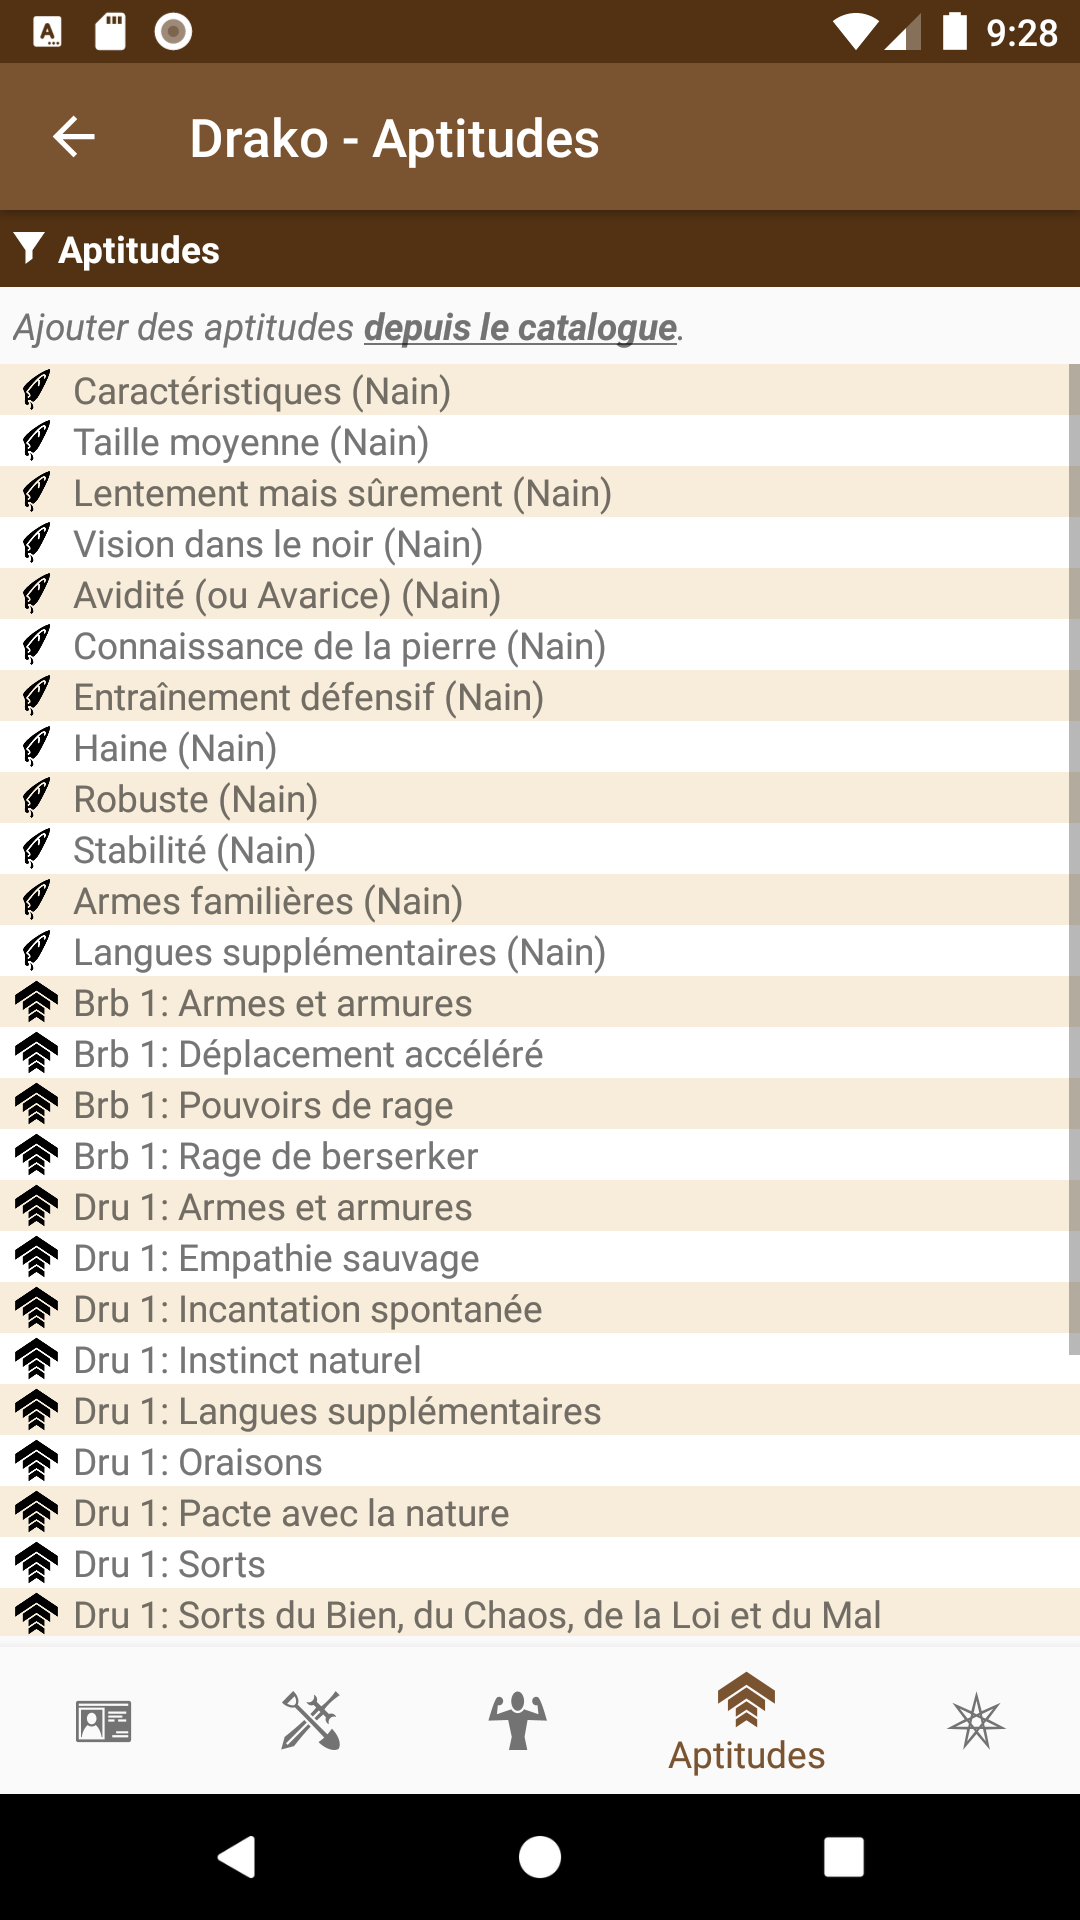 9:28
Drako - Aptitudes
Aptitudes
Ajouter des aptitudes depuis le catalogue.
Caractéristiques (Nain)
Taille moyenne (Nain)
Lentement mais sûrement (Nain)
Vision dans le noir (Nain)
Avidité (ou Avarice) (Nain)
Connaissance de la pierre (Nain)
Entraînement défensif (Nain)
Haine (Nain)
Robuste (Nain)
Stabilité (Nain)
Armes familières (Nain)
Langues supplémentaires (Nain)
Brb 1: Armes et armures
Brb 1: Déplacement accéléré
Brb 1: Pouvoirs de rage
Brb 1: Rage de berserker
Dru 1: Armes et armures
Dru 1: Empathie sauvage
Dru 1: Incantation spontanée
Dru 1: Instinct naturel
Dru 1: Langues supplémentaires
Dru 1: Oraisons
Dru 1: Pacte avec la nature
Dru 1: Sorts
Dru 1: Sorts du Bien, du Chaos, de la Loi et du Mal
Aptitudes